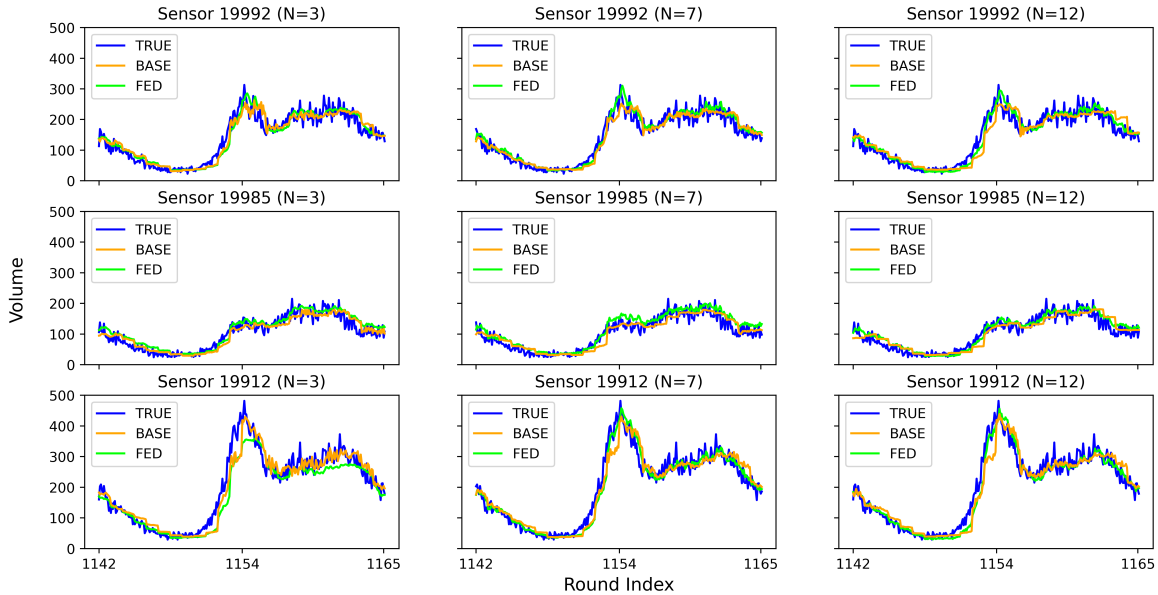 Sensor 19992 (N=3)
500
400
300
200
100
0
TRUE
BASE
FED
Sensor 19992 (N=7)
TRUE
BASE
FED
Sensor 19992 (N=12)
TRUE
BASE
FED
Sensor 19985 (N=3)
500
400
300
200
100
0
TRUE
BASE
FED
Sensor 19985 (N=7)
TRUE
BASE
FED
Sensor 19985 (N=12)
TRUE
BASE
FED
Volume
Sensor 19912 (N=3)
500
400
300
200
100
0
TRUE
BASE
FED
1142 1154 1165
Sensor 19912 (N=7)
TRUE
BASE
FED
1142 1154 1165
Sensor 19912 (N=12)
TRUE
BASE
FED
1142 1154 1165
Round Index